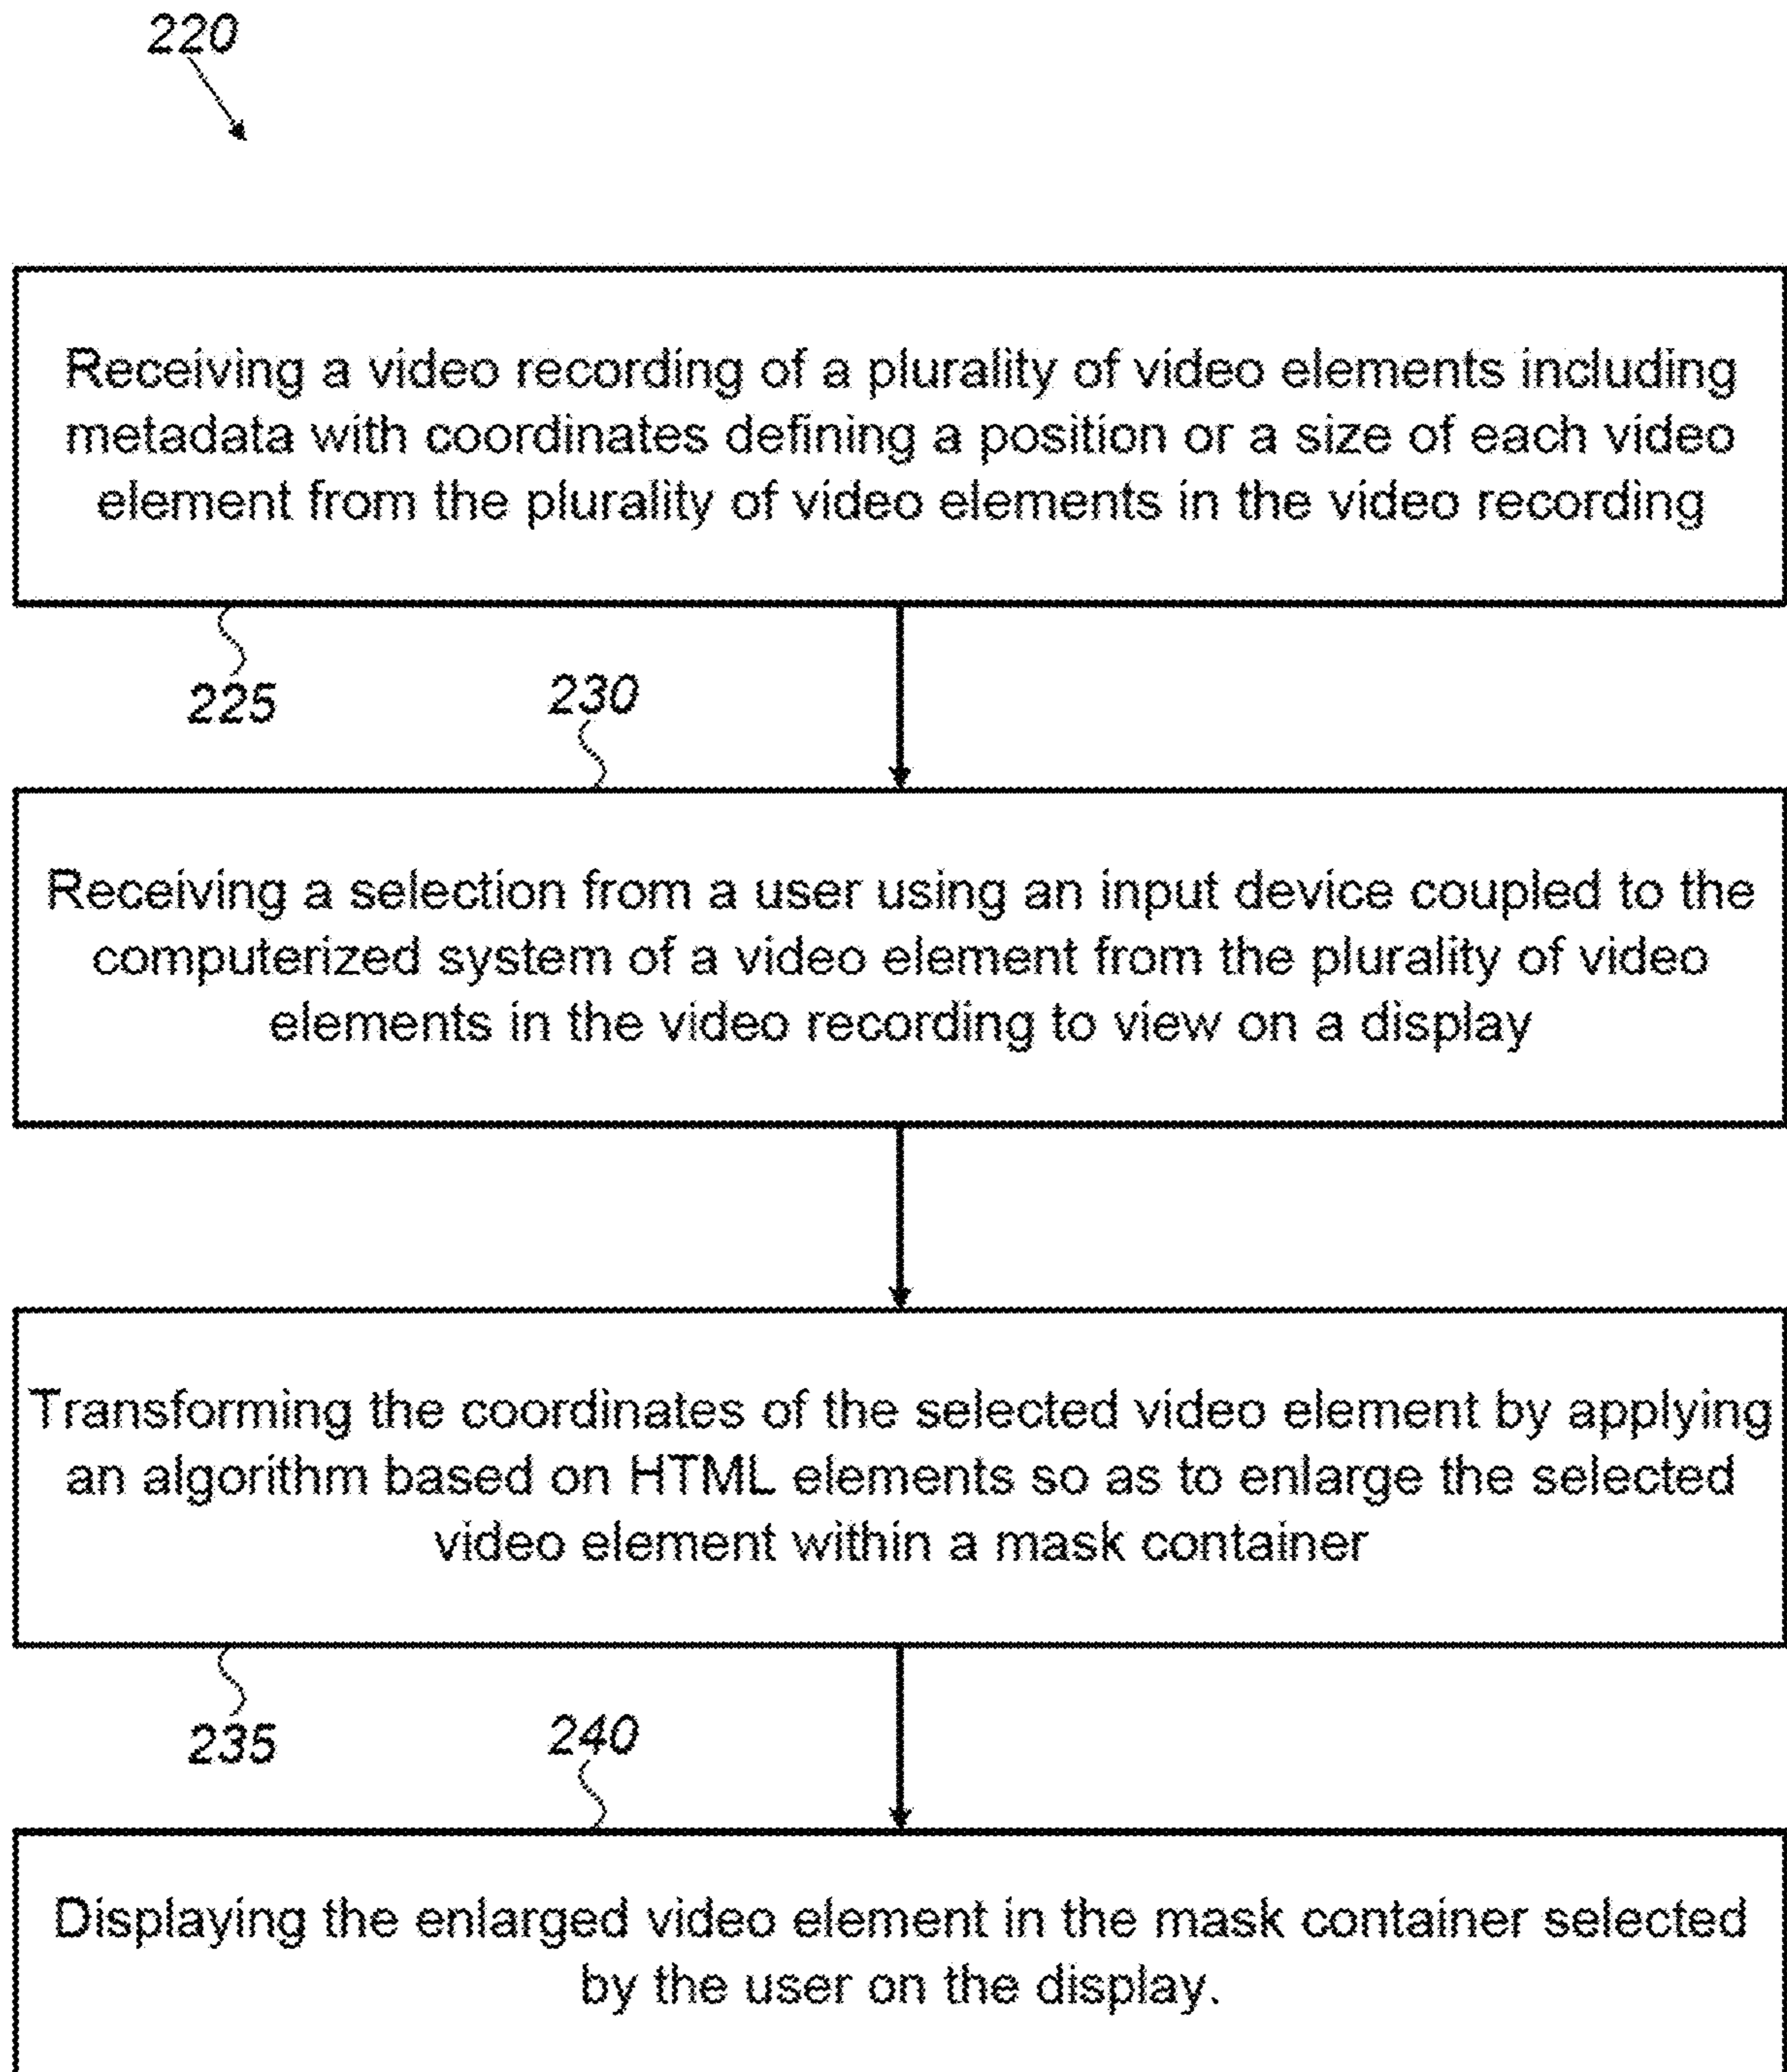 220
Receiving a video recording of a plurality of video elements including
metadata with coordinates defining a position or a size of each video
element from the plurality of video elements in the video recording
225
230
Receiving a selection from a user using an input device coupled to the
computerized system of a video element from the plurality of video
elements in the video recording to view on a display
Transforming the coordinates of the selected video element by applying
an algorithm based on HTML elements so as to enlarge the selected
video element within a mask container
235
240
Displaying the enlarged video element in the mask container selected
by the user on the display.